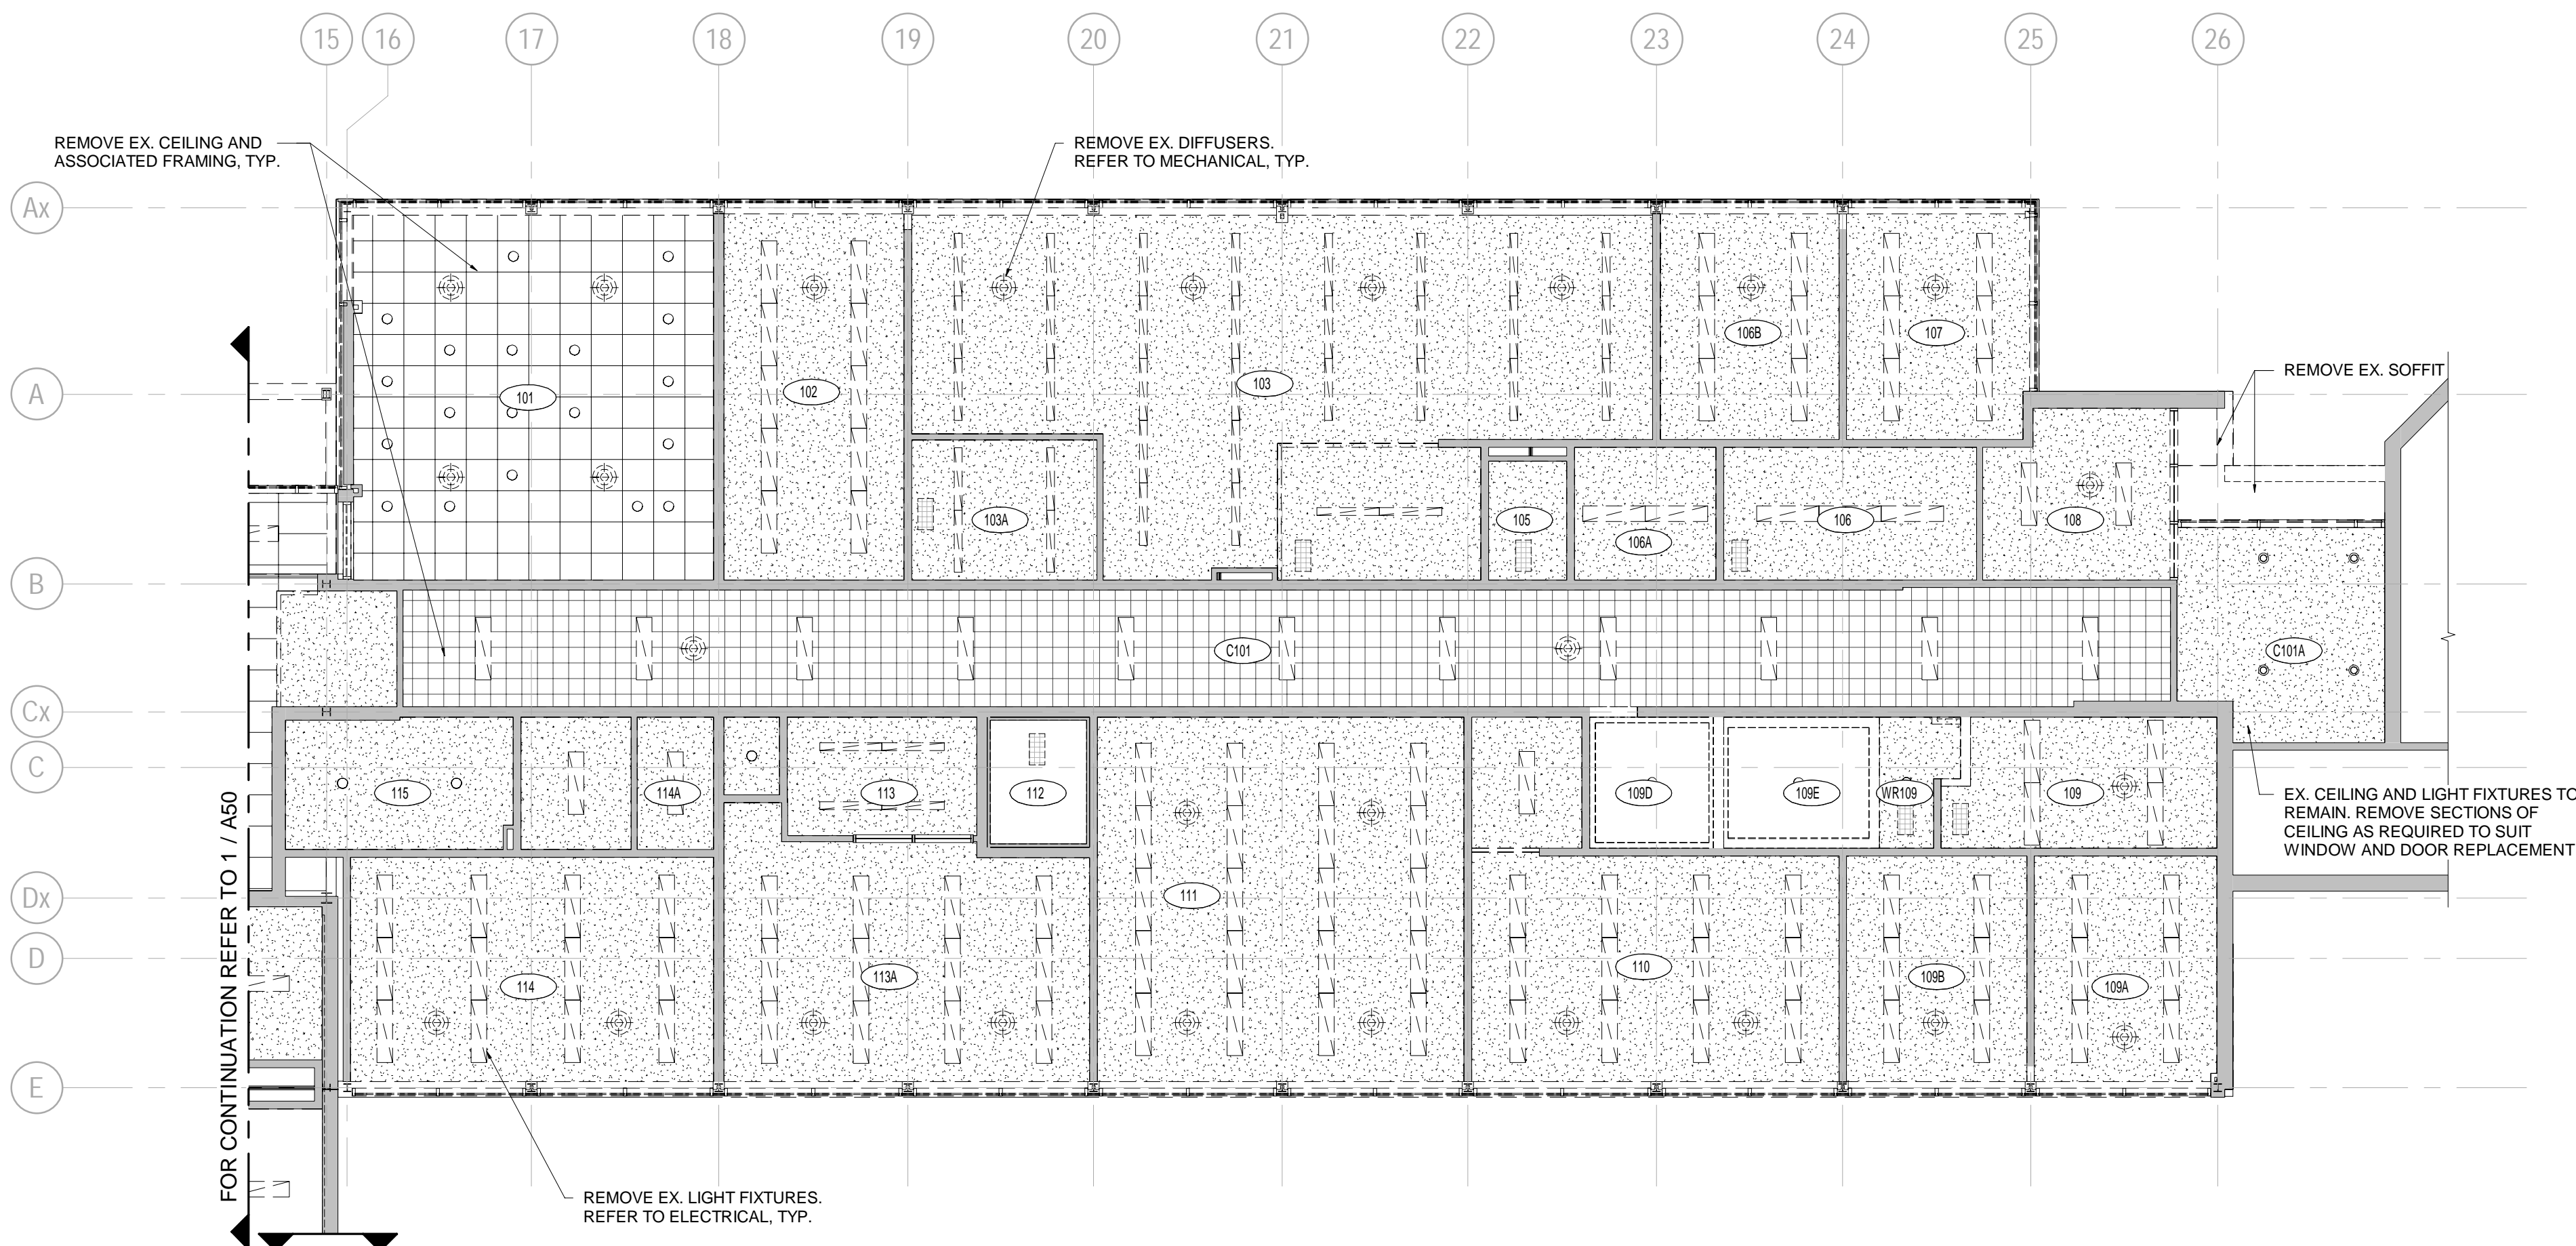 15 16 17 18 19 20 21 22 23 24 25 26
REMOVE EX. CEILING AND
ASSOCIATED FRAMING, TYP.
REMOVE EX. DIFFUSERS.
REFER TO MECHANICAL, TYP.
Ax
A
B
Cx
C
Dx
D
E
REMOVE EX. SOFFIT
101
102
103
106B
107
103A
105
106A
106
108
C101
C101A
115
114A
113
112
109D
109E
WR109
109
EX. CEILING AND LIGHT FIXTURES TO
REMAIN. REMOVE SECTIONS OF
CEILING AS REQUIRED TO SUIT
WINDOW AND DOOR REPLACEMENT
114
113A
111
110
109B
109A
FOR CONTINUATION REFER TO 1 / A50
REMOVE EX. LIGHT FIXTURES.
REFER TO ELECTRICAL, TYP.